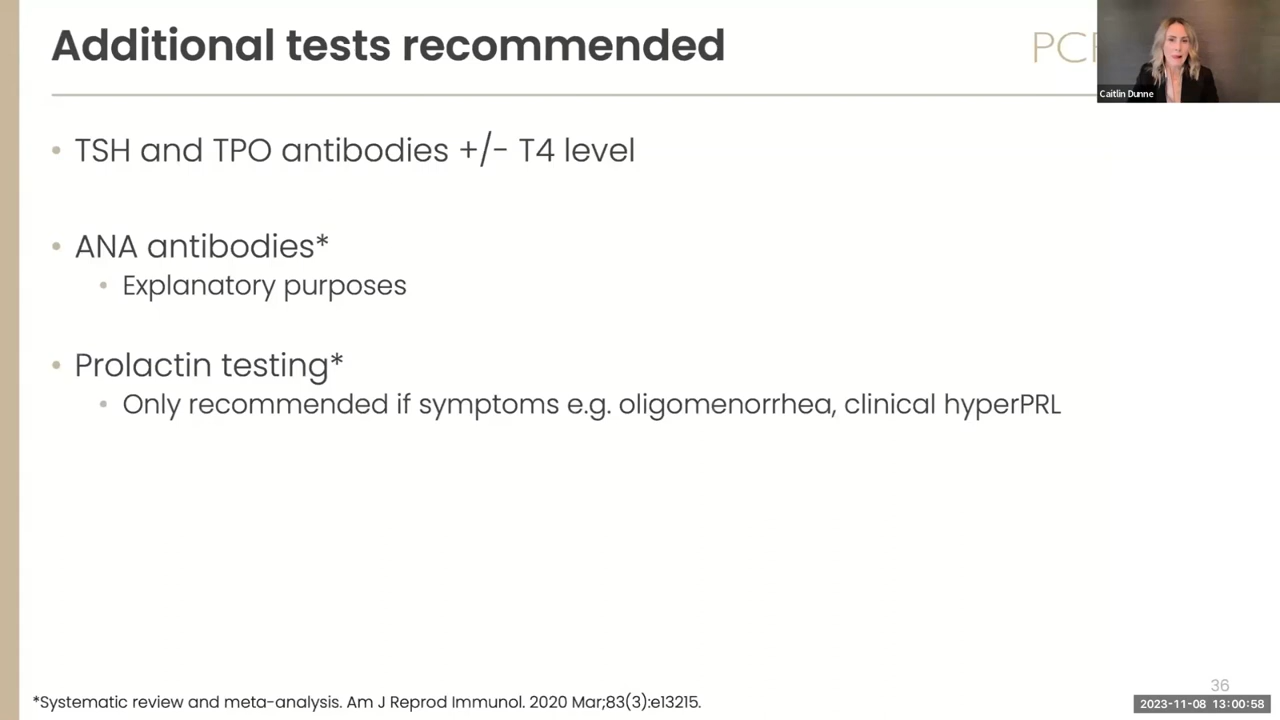 Additional tests recommended
Caitlin Dunne
• TSH and TPO antibodies +/- T4 level
• ANA antibodies*
• Explanatory purposes
• Prolactin testing*
• Only recommended if symptoms e.g. oligomenorrhea, clinical hyperPRL
*Systematic review and meta-analysis. Am J Reprod Immunol. 2020 Mar;83(3):e13215.
36
2023-11-08 13:00:58